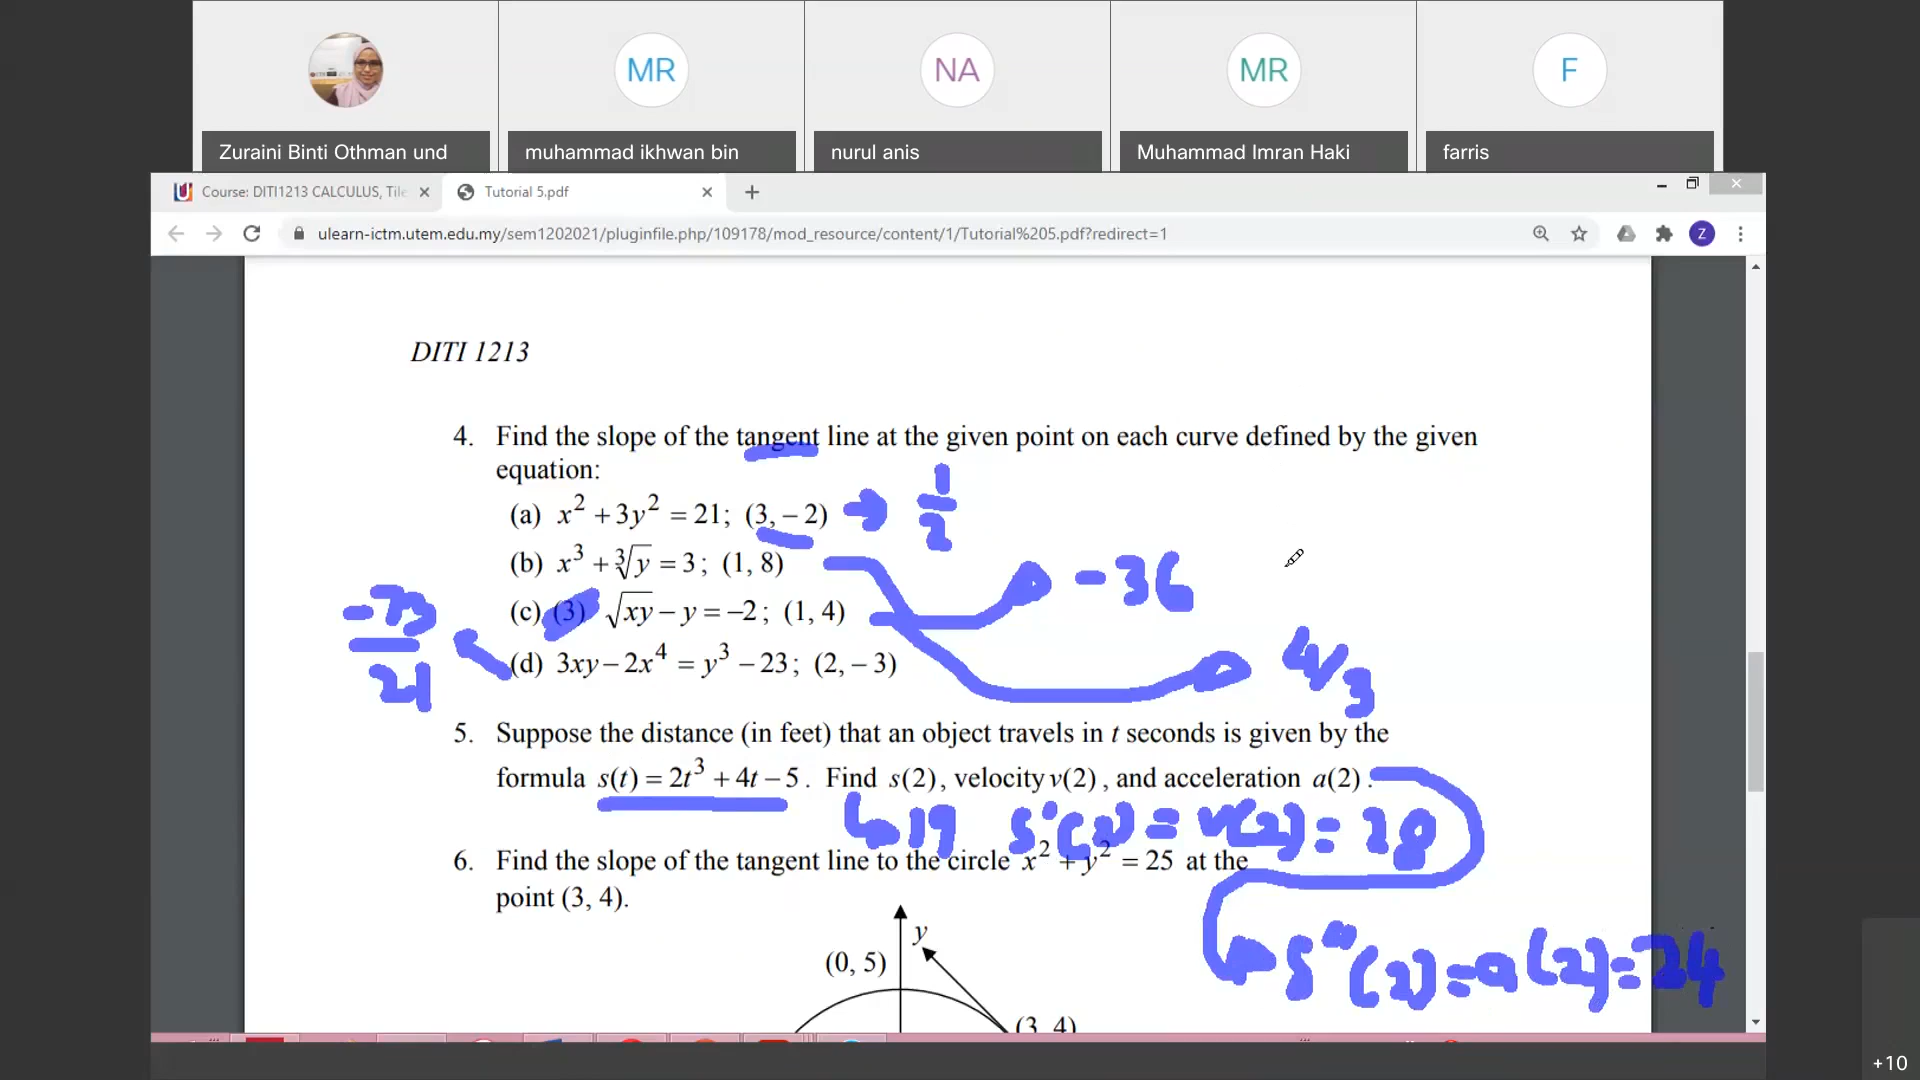 MR
NA
MR
F
Zuraini Binti Othman und
muhammad ikhwan bin
nurul anis
Muhammad Imran Haki
farris
Course: DITI1213 CALCULUS, Tile
Tutorial 5.pdf
ulearn-ictm.utem.edu.my/sem1202021/pluginfile.php/109178/mod_resource/content/1/Tutorial%205.pdf?redirect=1
Z
DITI 1213
4. Find the slope of the tangent line at the given point on each curve defined by the given
equation:
(a) x² + 3y² = 21; (3, – 2) → 1/2
(b) x³ + ∛y = 3; (1, 8)
- 36
(c) (3) √xy – y = –2; (1, 4)
-73/21
(d) 3xy – 2x⁴ = y³ – 23; (2, – 3)
4/3
5. Suppose the distance (in feet) that an object travels in t seconds is given by the
formula s(t) = 2t³ + 4t – 5. Find s(2), velocity v(2), and acceleration a(2).
19 s'(2) = v(2) = 28
6. Find the slope of the tangent line to the circle x² + y² = 25 at the
point (3, 4).
y
(0, 5)
s"(2) = a(2) = 24
(3, 4)
+10